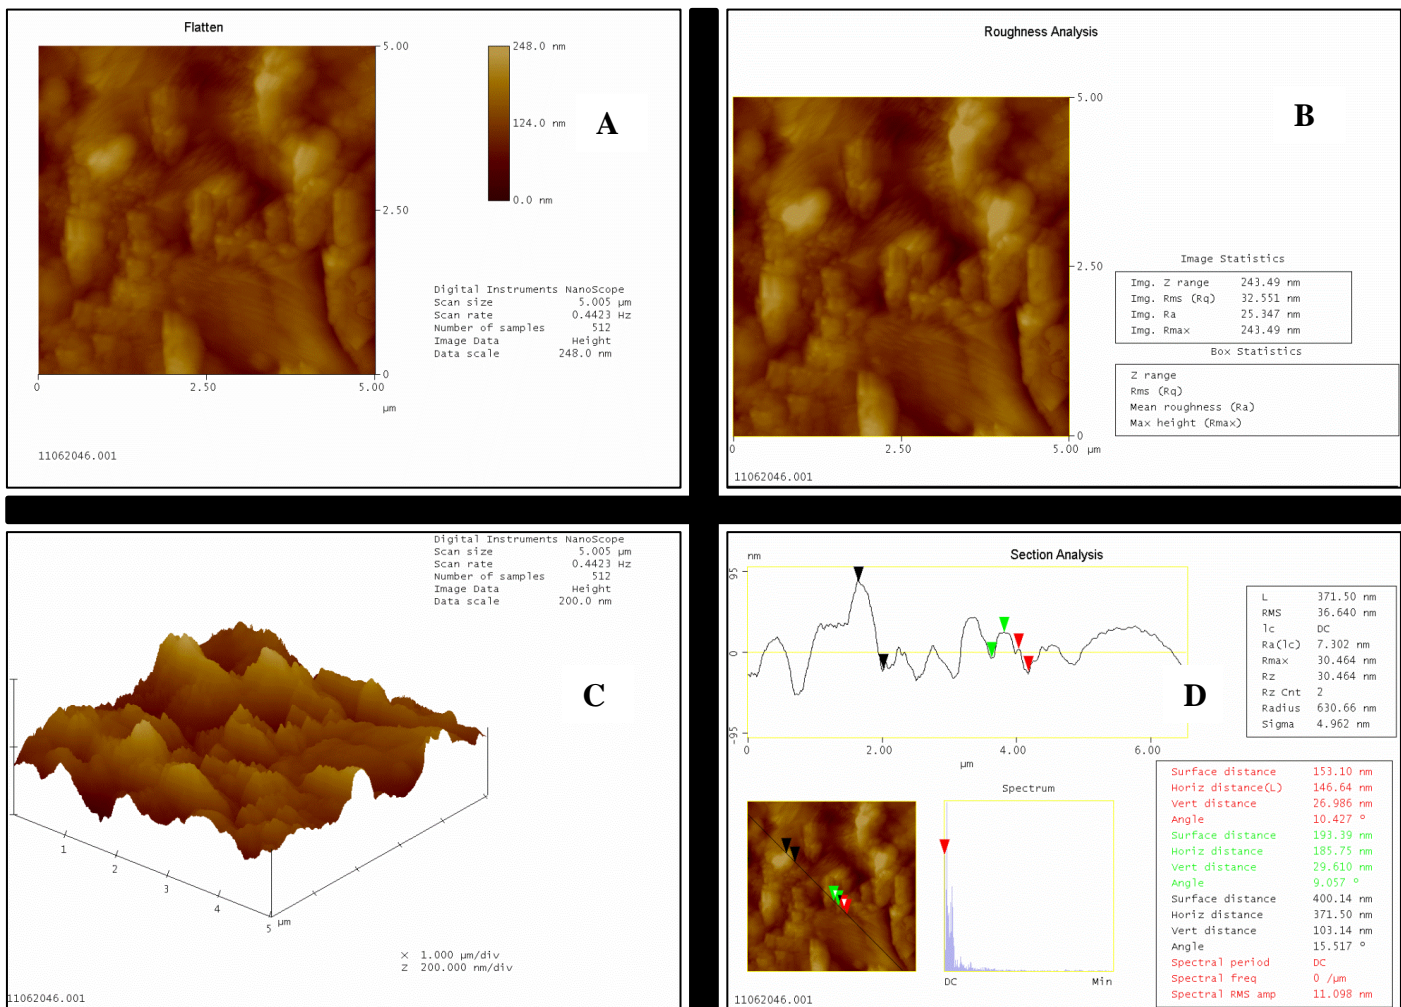 Flatten
5.00
2.50
0
0
2.50
5.00
µm
248.0 nm
124.0 nm
0.0 nm
A
Digital Instruments NanoScope
Scan size 5.005 µm
Scan rate 0.4423 Hz
Number of samples 512
Image Data Height
Data scale 248.0 nm
11062046.001
Roughness Analysis
5.00
2.50
0
0
2.50
5.00 µm
B
Image Statistics
Img. Z range 243.49 nm
Img. Rms (Rq) 32.551 nm
Img. Ra 25.347 nm
Img. Rmax 243.49 nm
Box Statistics
Z range
Rms (Rq)
Mean roughness (Ra)
Max height (Rmax)
11062046.001
Digital Instruments NanoScope
Scan size 5.005 µm
Scan rate 0.4423 Hz
Number of samples 512
Image Data Height
Data scale 200.0 nm
C
1
2
3
4
5 µm
X 1.000 µm/div
Z 200.000 nm/div
11062046.001
Section Analysis
nm
95
0
-95
0
2.00
4.00
6.00
µm
D
L 371.50 nm
RMS 36.640 nm
lc DC
Ra(lc) 7.302 nm
Rmax 30.464 nm
Rz 30.464 nm
Rz Cnt 2
Radius 630.66 nm
Sigma 4.962 nm
Spectrum
DC Min
Surface distance 153.10 nm
Horiz distance(L) 146.64 nm
Vert distance 26.986 nm
Angle 10.427 °
Surface distance 193.39 nm
Horiz distance 185.75 nm
Vert distance 29.610 nm
Angle 9.057 °
Surface distance 400.14 nm
Horiz distance 371.50 nm
Vert distance 103.14 nm
Angle 15.517 °
Spectral period DC
Spectral freq 0 /µm
Spectral RMS amp 11.098 nm
11062046.001